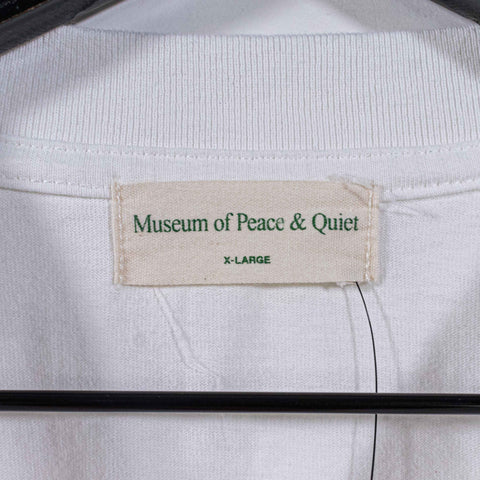 Museum of Peace & Quiet
X-LARGE